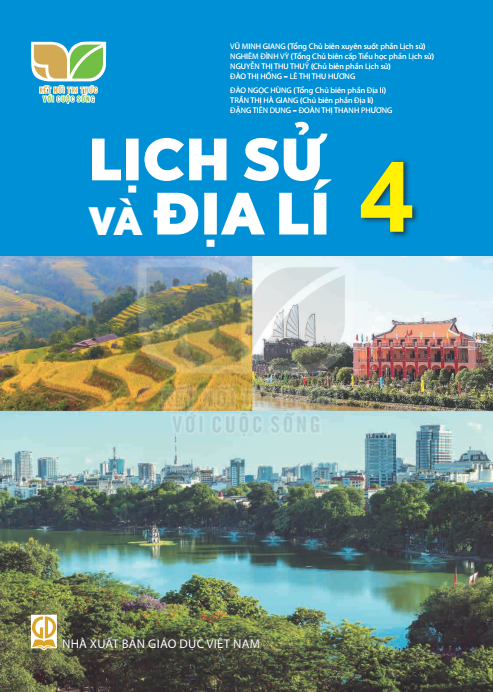 KẾT NỐI TRI THỨC
VỚI CUỘC SỐNG
VŨ MINH GIANG (Tổng Chủ biên xuyên suốt phần Lịch sử)
NGHIÊM ĐÌNH VỲ (Tổng Chủ biên cấp Tiểu học phần Lịch sử)
NGUYỄN THỊ THU THUỶ (Chủ biên phần Lịch sử)
ĐÀO THỊ HỒNG – LÊ THỊ THU HƯƠNG
ĐÀO NGỌC HÙNG (Tổng Chủ biên phần Địa lí)
TRẦN THỊ HÀ GIANG (Chủ biên phần Địa lí)
ĐẶNG TIÊN DUNG – ĐOÀN THỊ THANH PHƯƠNG
LỊCH SỬ
VÀ ĐỊA LÍ 4
KẾT NỐI TRI THỨC
VỚI CUỘC SỐNG
NHÀ XUẤT BẢN GIÁO DỤC VIỆT NAM